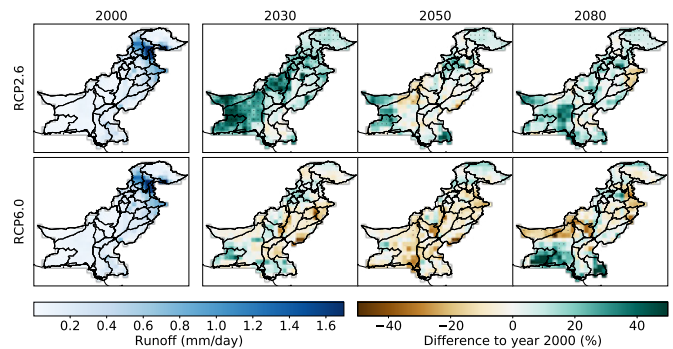 2000 2030 2050 2080
RCP2.6
RCP6.0
0.2 0.4 0.6 0.8 1.0 1.2 1.4 1.6
Runoff (mm/day)
−40 −20 0 20 40
Difference to year 2000 (%)